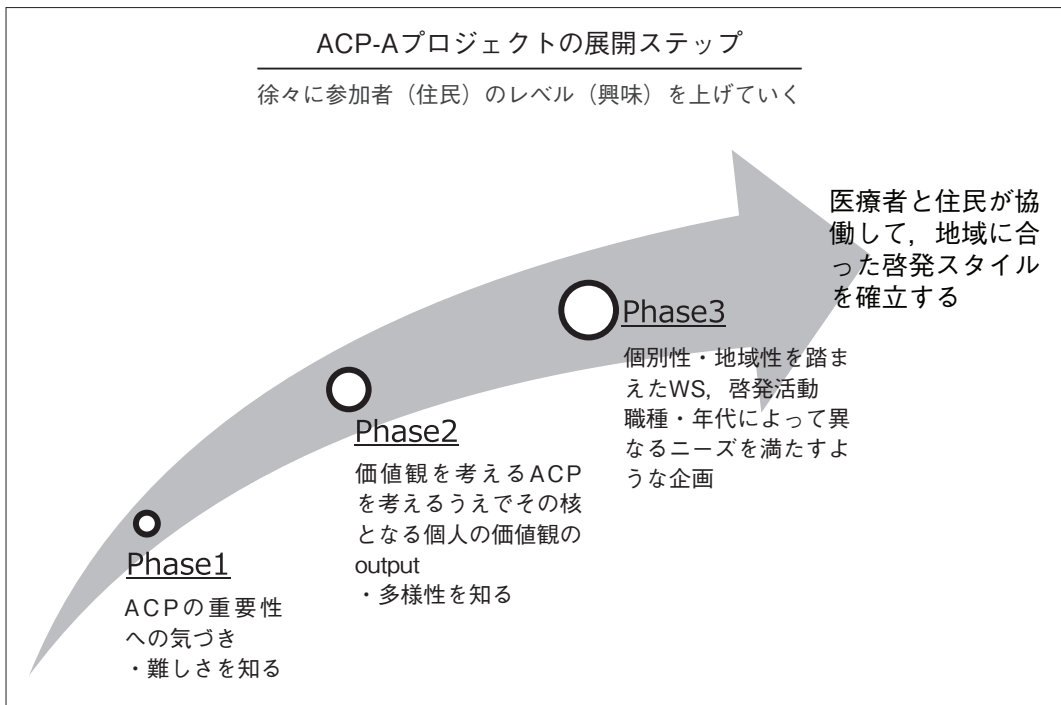 ACP-Aプロジェクトの展開ステップ
徐々に参加者（住民）のレベル（興味）を上げていく
医療者と住民が協
働して，地域に合
った啓発スタイル
を確立する
Phase3
個別性・地域性を踏ま
えたWS，啓発活動
職種・年代によって異
なるニーズを満たすよ
うな企画
Phase2
価値観を考えるACP
を考えるうえでその核
となる個人の価値観の
output
・多様性を知る
Phase1
ACPの重要性
への気づき
・難しさを知る